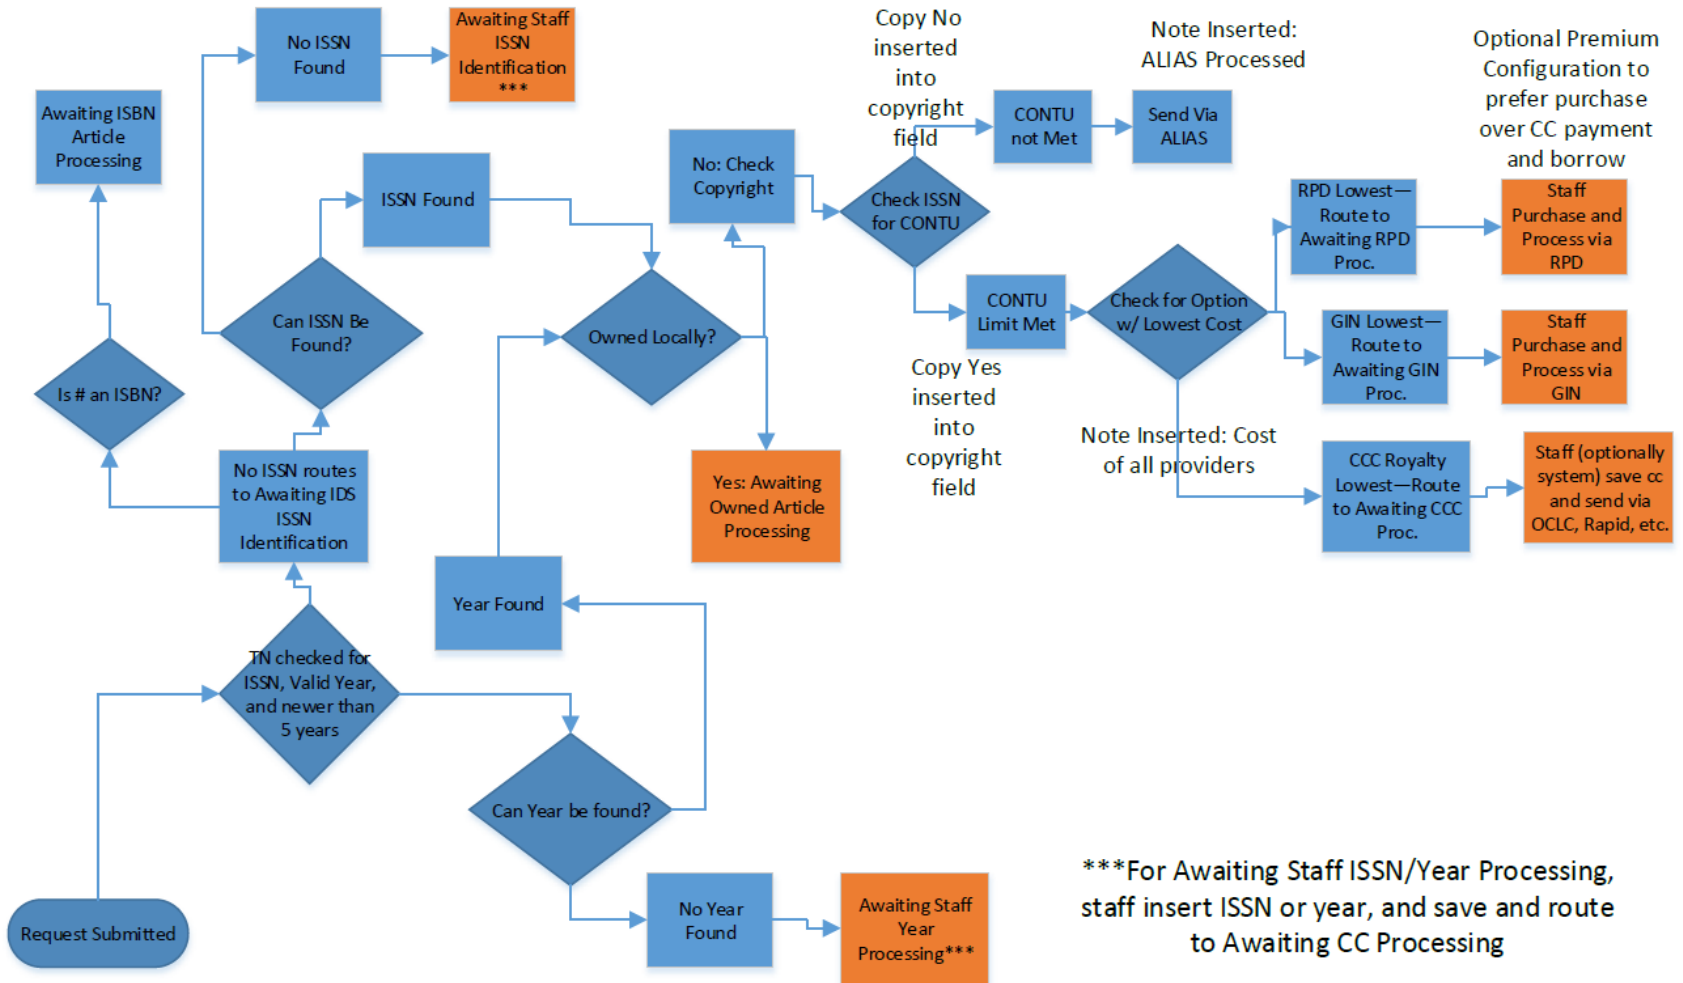 No ISSN
Found
Awaiting Staff
ISSN
Identification
***
Copy No
inserted
into
copyright
field
Note Inserted:
ALIAS Processed
Optional Premium
Configuration to
prefer purchase
over CC payment
and borrow
Awaiting ISBN
Article
Processing
No: Check
Copyright
CONTU
not Met
Send Via
ALIAS
ISSN Found
Check ISSN
for CONTU
RPD Lowest—
Route to
Awaiting RPD
Proc.
Staff
Purchase and
Process via
RPD
Can ISSN Be
Found?
Owned Locally?
CONTU
Limit Met
Check for Option
w/ Lowest Cost
GIN Lowest—
Route to
Awaiting GIN
Proc.
Staff
Purchase and
Process via
GIN
Is # an ISBN?
Copy Yes
inserted
into
copyright
field
Note Inserted: Cost
of all providers
CCC Royalty
Lowest—Route
to Awaiting CCC
Proc.
Staff (optionally
system) save cc
and send via
OCLC, Rapid, etc.
No ISSN routes
to Awaiting IDS
ISSN
Identification
Yes: Awaiting
Owned Article
Processing
Year Found
TN checked for
ISSN, Valid Year,
and newer than
5 years
Can Year be found?
Request Submitted
No Year
Found
Awaiting Staff
Year
Processing***
***For Awaiting Staff ISSN/Year Processing,
staff insert ISSN or year, and save and route
to Awaiting CC Processing